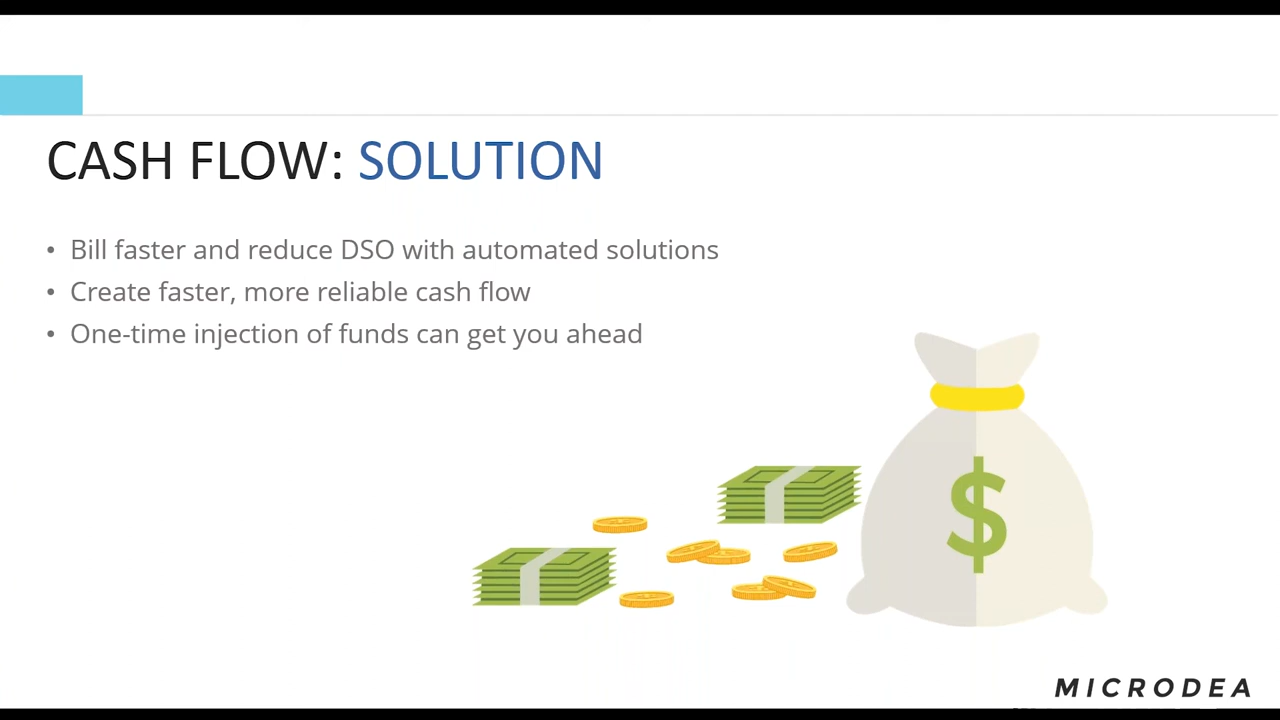 CASH FLOW: SOLUTION
• Bill faster and reduce DSO with automated solutions
• Create faster, more reliable cash flow
• One-time injection of funds can get you ahead
$
MICRODEA